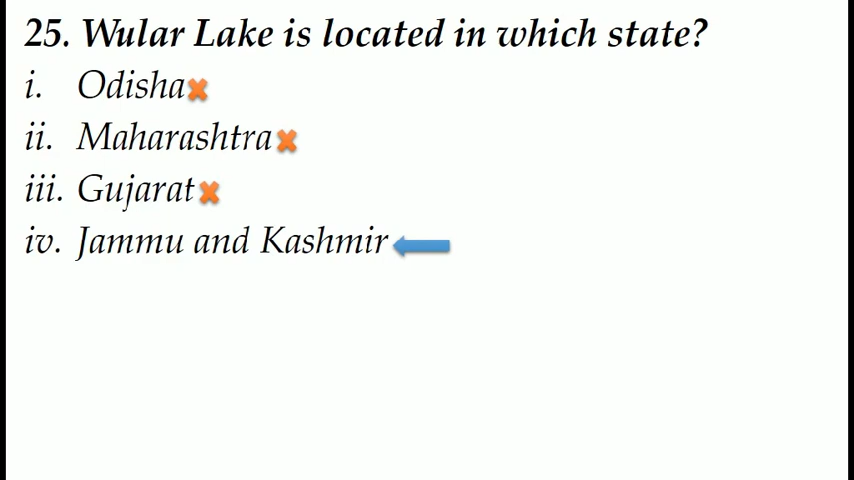 25. Wular Lake is located in which state?
i. Odisha
ii. Maharashtra
iii. Gujarat
iv. Jammu and Kashmir